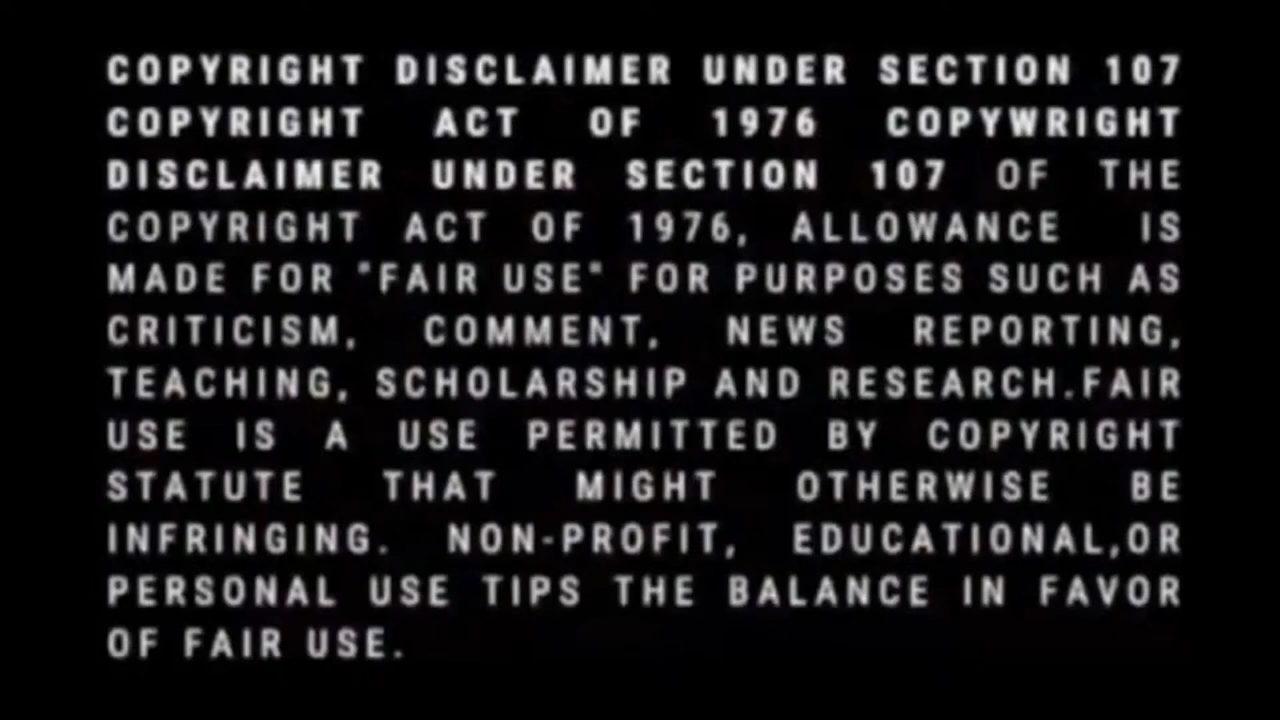 COPYRIGHT DISCLAIMER UNDER SECTION 107
COPYRIGHT ACT OF 1976 COPYWRIGHT
DISCLAIMER UNDER SECTION 107 OF THE
COPYRIGHT ACT OF 1976, ALLOWANCE IS
MADE FOR "FAIR USE" FOR PURPOSES SUCH AS
CRITICISM, COMMENT, NEWS REPORTING,
TEACHING, SCHOLARSHIP AND RESEARCH.FAIR
USE IS A USE PERMITTED BY COPYRIGHT
STATUTE THAT MIGHT OTHERWISE BE
INFRINGING. NON-PROFIT, EDUCATIONAL,OR
PERSONAL USE TIPS THE BALANCE IN FAVOR
OF FAIR USE.